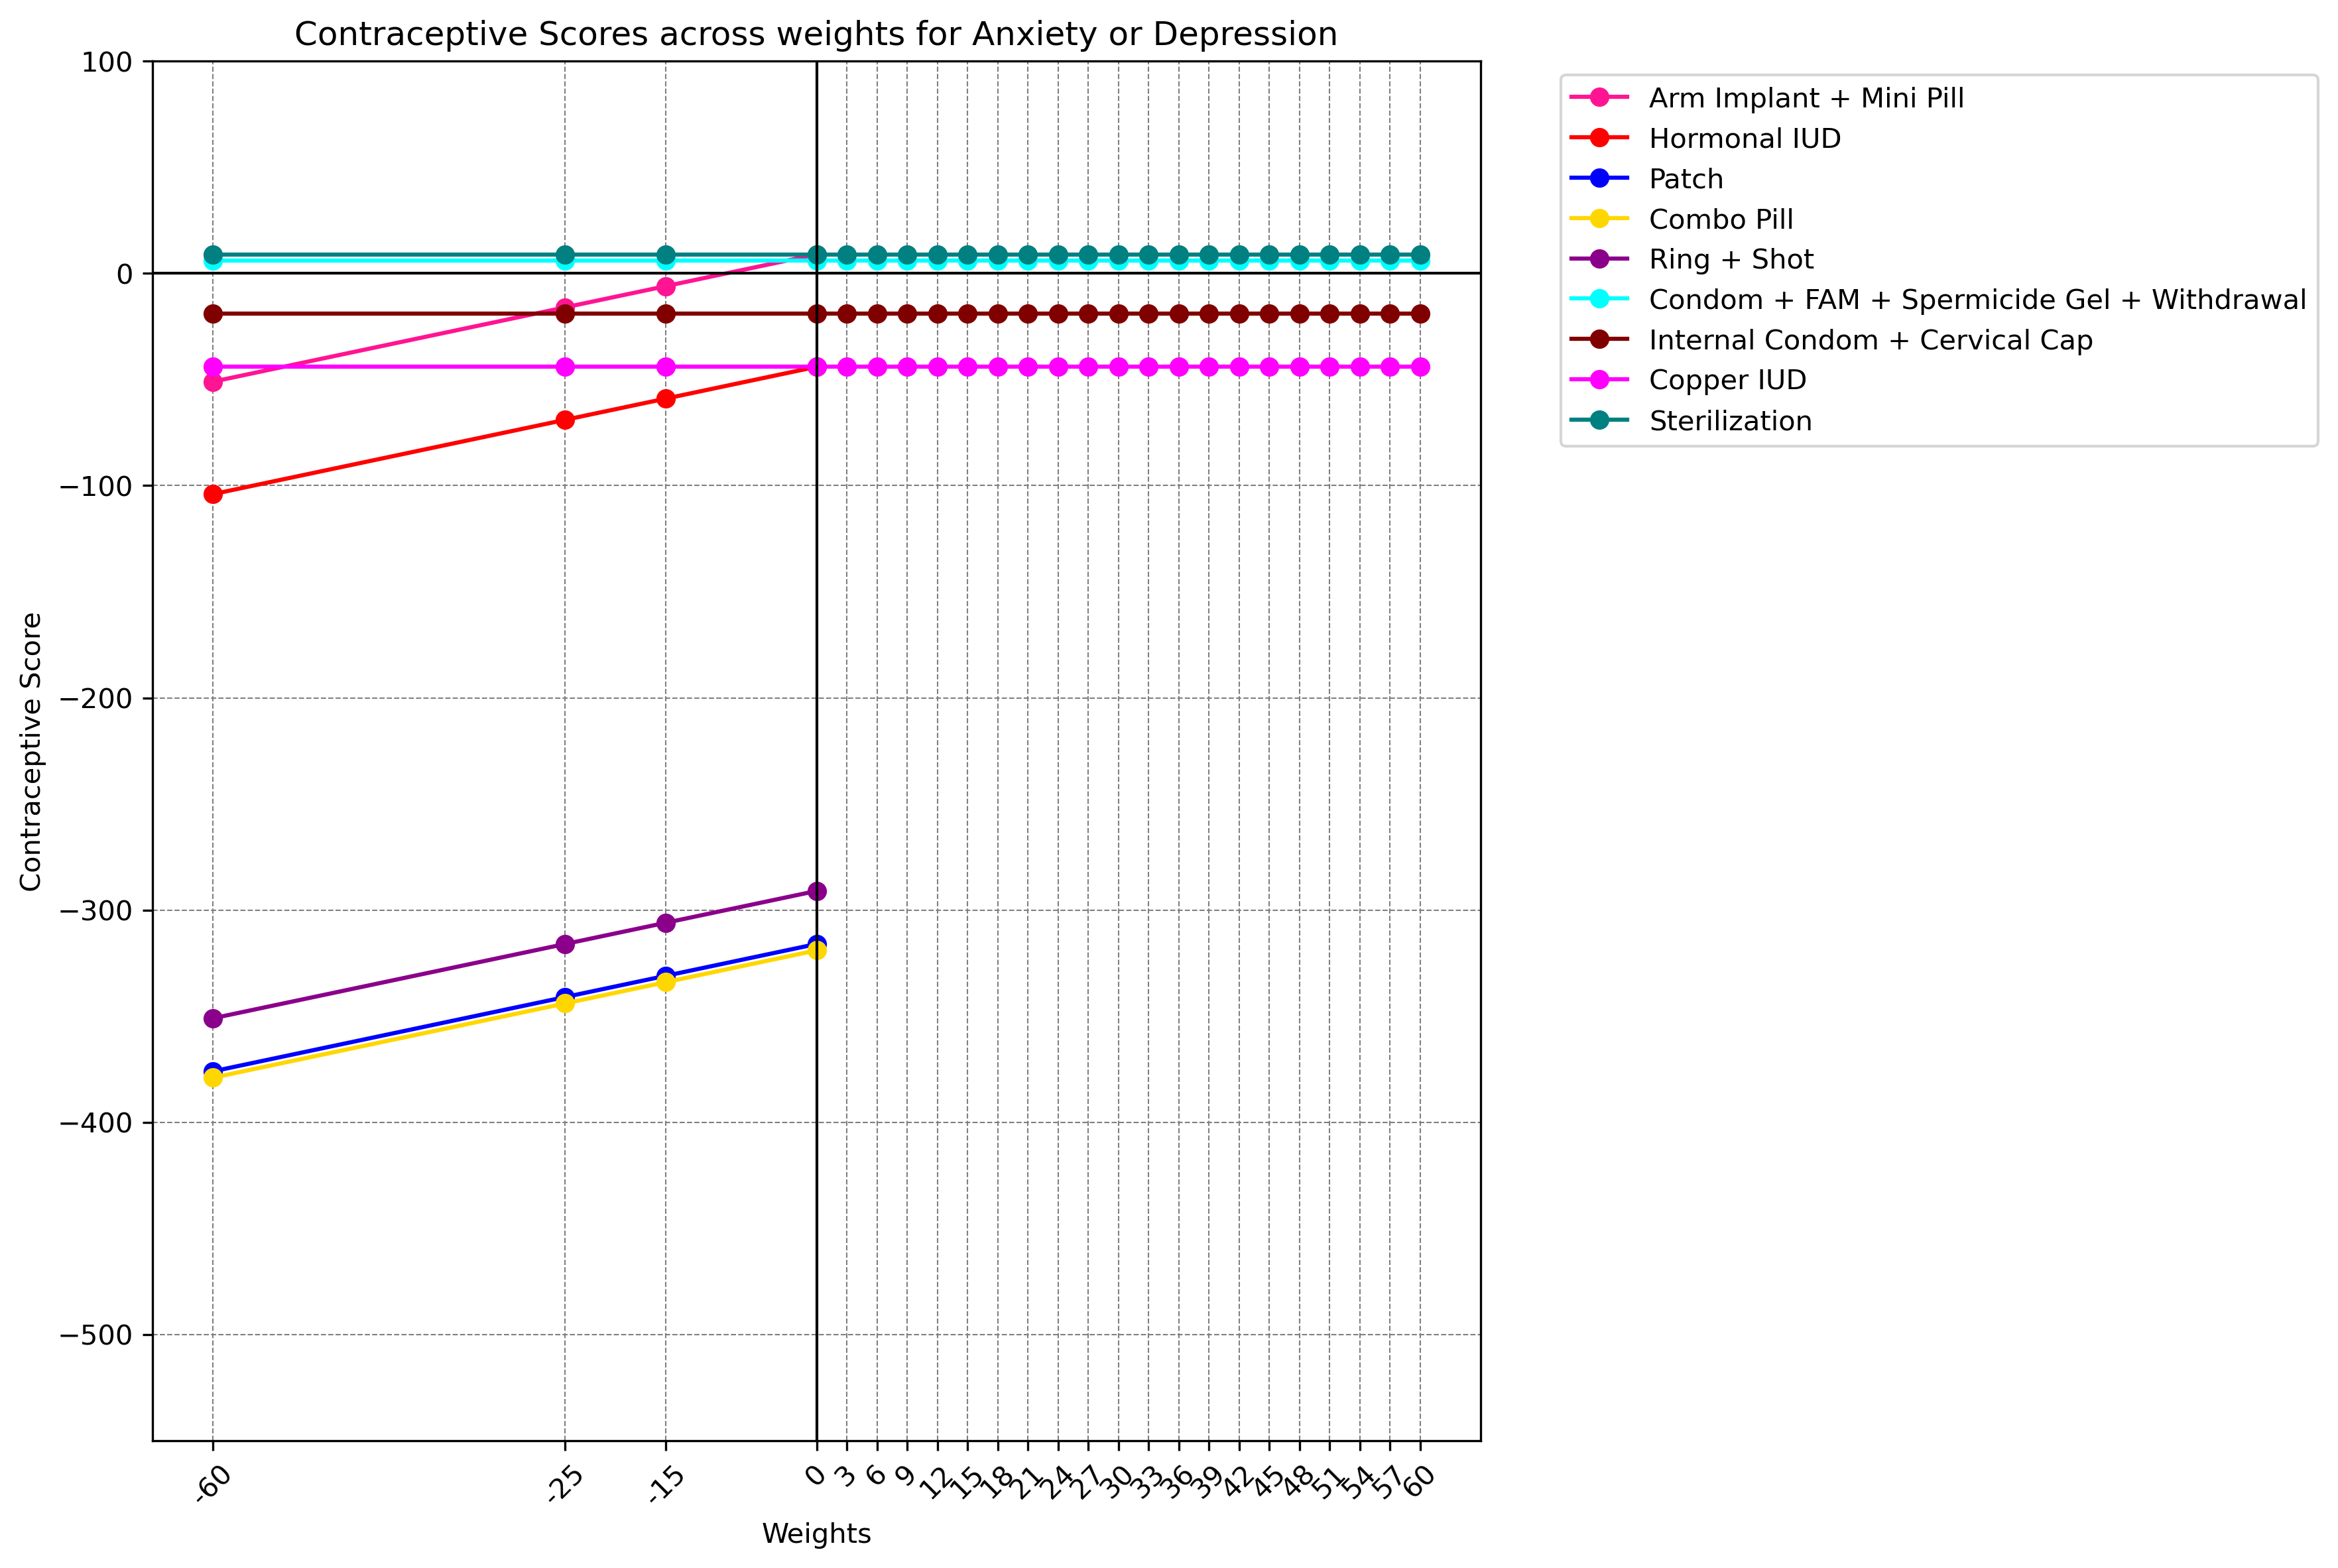 Contraceptive Scores across weights for Anxiety or Depression
100
0
−100
−200
−300
−400
−500
Contraceptive Score
-60
-25
-15
0
3
6
9
12
15
18
21
24
27
30
33
36
39
42
45
48
51
54
57
60
Weights
Arm Implant + Mini Pill
Hormonal IUD
Patch
Combo Pill
Ring + Shot
Condom + FAM + Spermicide Gel + Withdrawal
Internal Condom + Cervical Cap
Copper IUD
Sterilization